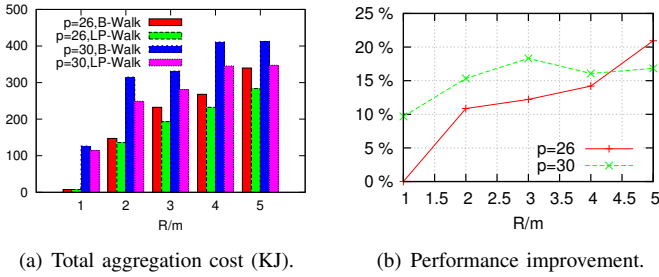 500
400
300
200
100
0
p=26,B-Walk
p=26,LP-Walk
p=30,B-Walk
p=30,LP-Walk
1 2 3 4 5
R/m
(a) Total aggregation cost (KJ).
25 %
20 %
15 %
10 %
5 %
0 %
p=26
p=30
1 1.5 2 2.5 3 3.5 4 4.5 5
R/m
(b) Performance improvement.